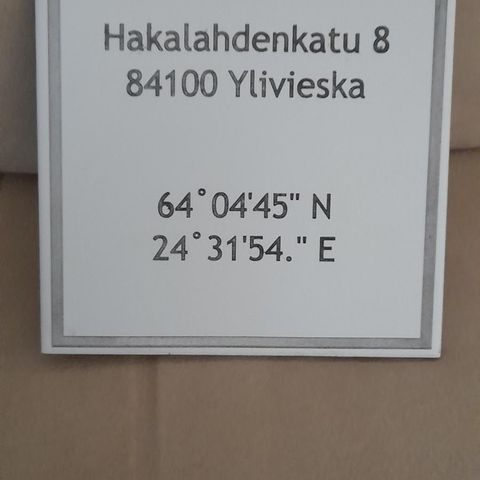 Hakalahdenkatu 8
84100 Ylivieska
64°04'45" N
24°31'54." E